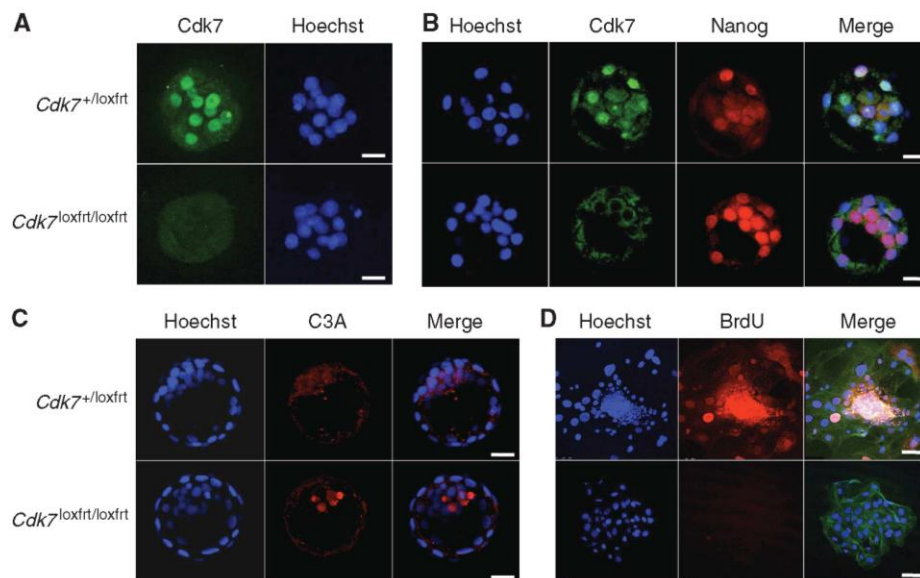 A
Cdk7 Hoechst
Cdk7+/loxfrt
Cdk7loxfrt/loxfrt
B
Hoechst Cdk7 Nanog Merge
C
Hoechst C3A Merge
Cdk7+/loxfrt
Cdk7loxfrt/loxfrt
D
Hoechst BrdU Merge